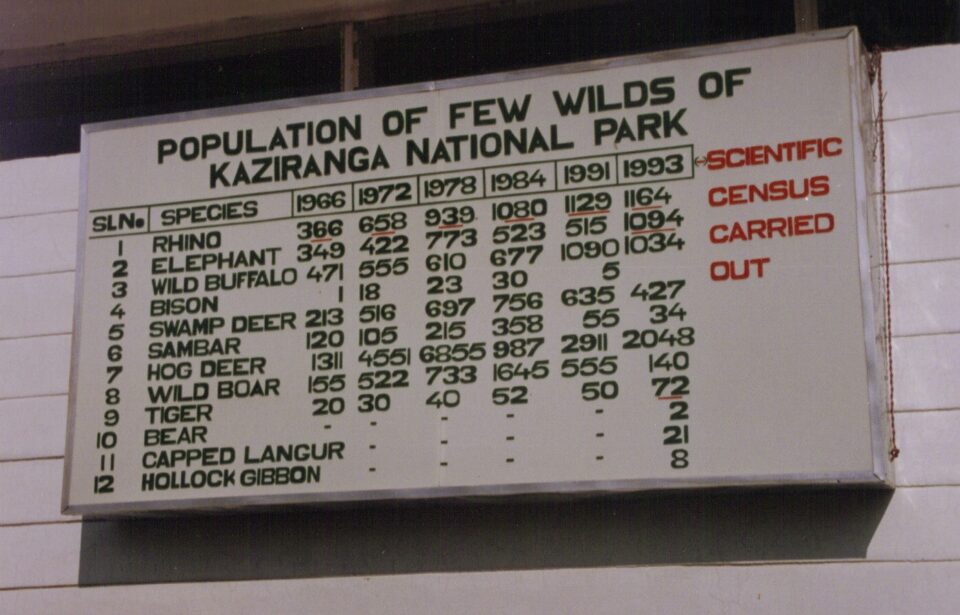 POPULATION OF FEW WILDS OF
KAZIRANGA NATIONAL PARK
SLNo SPECIES 1966 1972 1978 1984 1991 1993 ↔ SCIENTIFIC
CENSUS
CARRIED
OUT
1 RHINO 366 658 939 1080 1129 1164
2 ELEPHANT 349 422 773 523 515 1094
3 WILD BUFFALO 471 555 610 677 1090 1034
4 BISON 1 18 23 30 5
5 SWAMP DEER 213 516 697 756 635 427
6 SAMBAR 120 105 215 358 55 34
7 HOG DEER 1311 4551 6855 987 2911 2048
8 WILD BOAR 155 522 733 1645 555 140
9 TIGER 20 30 40 52 50 72
10 BEAR - - - - - 2
11 CAPPED LANGUR - - - - 21
12 HOLLOCK GIBBON - - - - 8